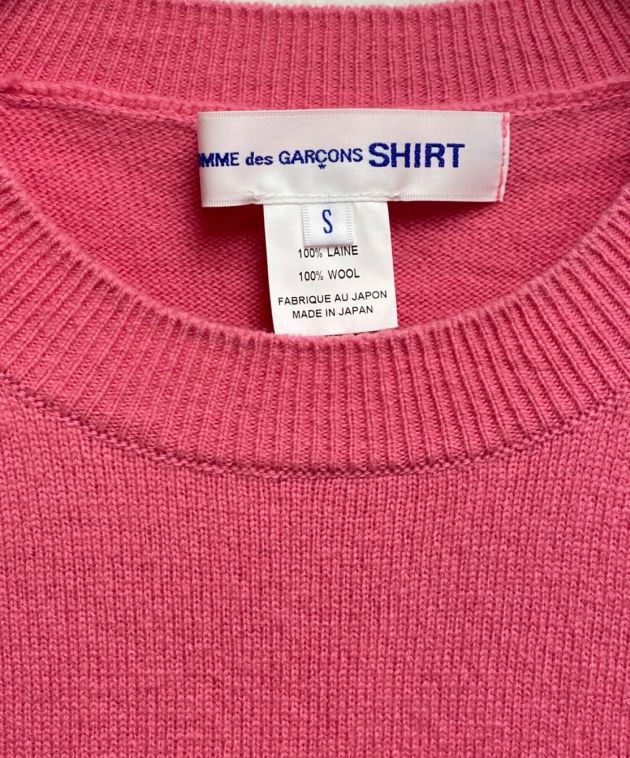 MME des GARÇONS SHIRT
S
100% LAINE
100% WOOL
FABRIQUE AU JAPON
MADE IN JAPAN